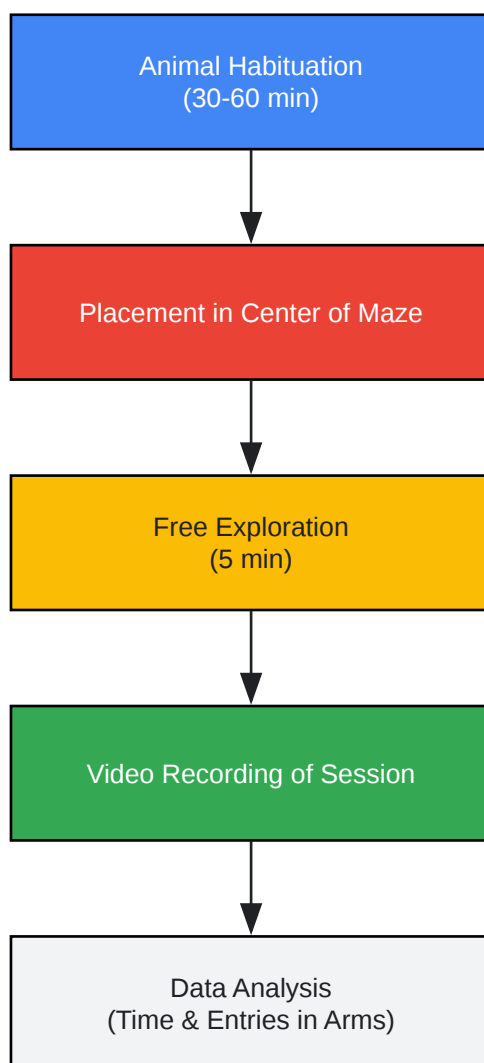 Animal Habituation
(30-60 min)
Placement in Center of Maze
Free Exploration
(5 min)
Video Recording of Session
Data Analysis
(Time & Entries in Arms)